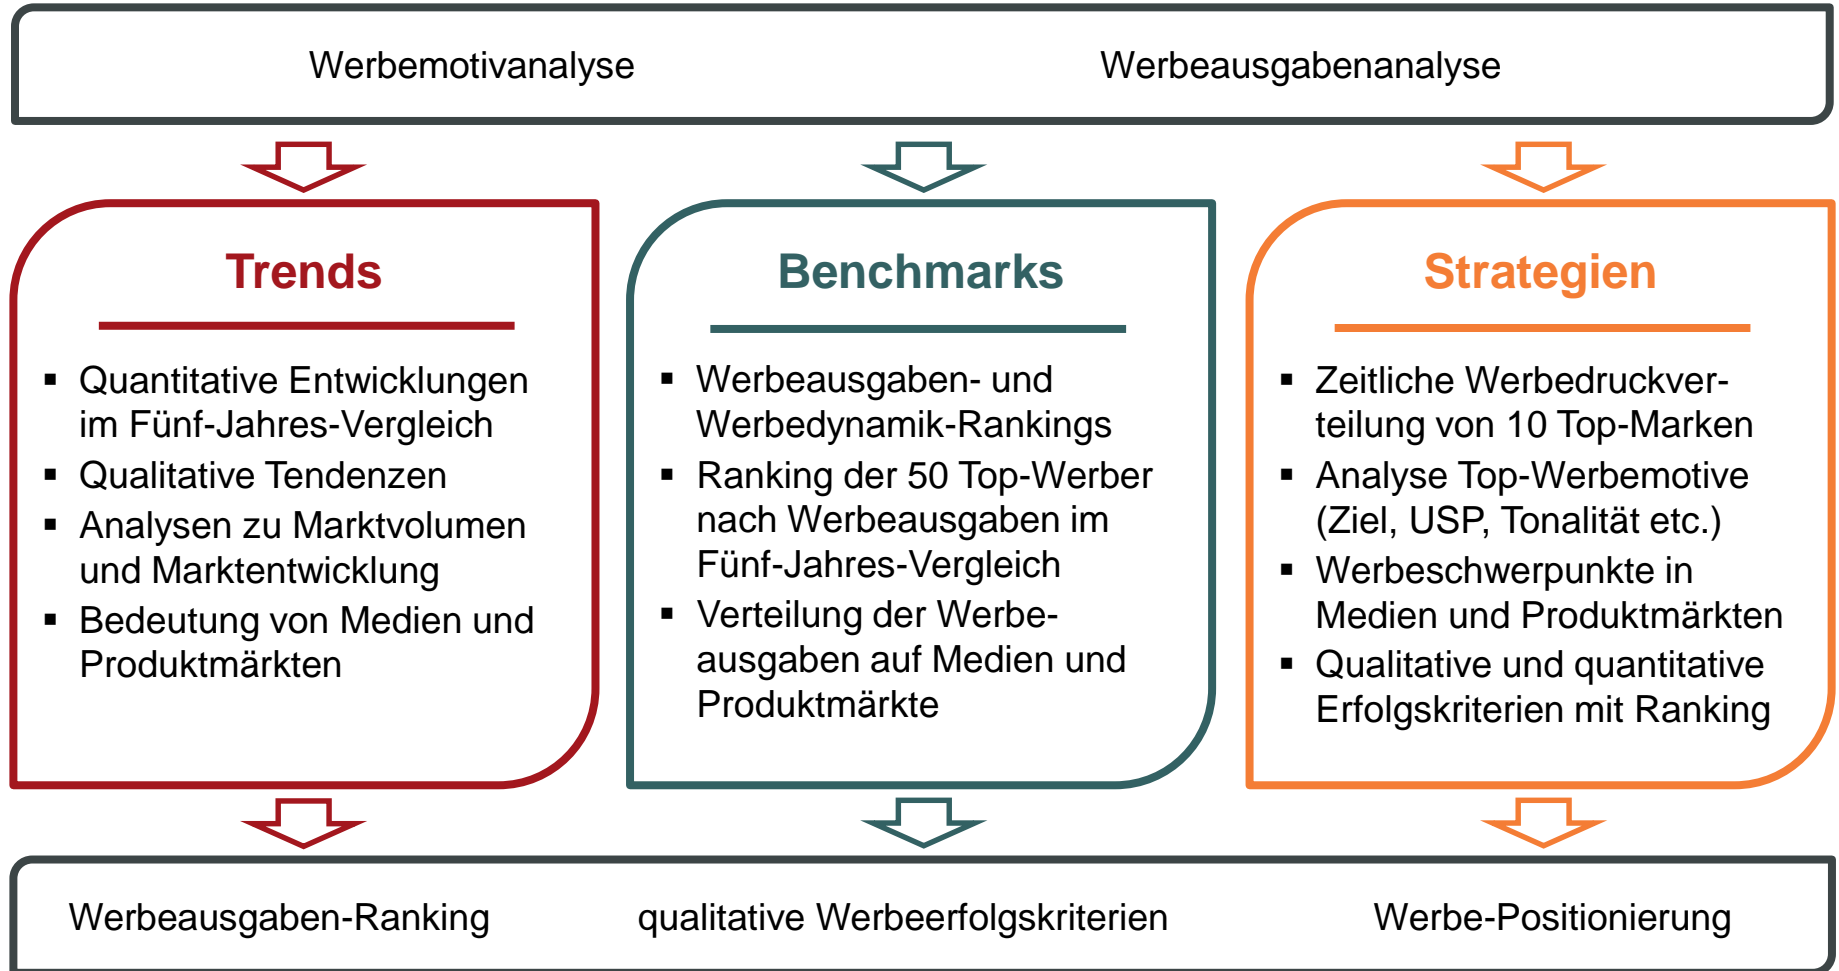 Werbemotivanalyse
Werbeausgabenanalyse
Trends
▪ Quantitative Entwicklungen
im Fünf-Jahres-Vergleich
▪ Qualitative Tendenzen
▪ Analysen zu Marktvolumen
und Marktentwicklung
▪ Bedeutung von Medien und
Produktmärkten
Benchmarks
▪ Werbeausgaben- und
Werbedynamik-Rankings
▪ Ranking der 50 Top-Werber
nach Werbeausgaben im
Fünf-Jahres-Vergleich
▪ Verteilung der Werbe-
ausgaben auf Medien und
Produktmärkte
Strategien
▪ Zeitliche Werbedruckver-
teilung von 10 Top-Marken
▪ Analyse Top-Werbemotive
(Ziel, USP, Tonalität etc.)
▪ Werbeschwerpunkte in
Medien und Produktmärkten
▪ Qualitative und quantitative
Erfolgskriterien mit Ranking
Werbeausgaben-Ranking
qualitative Werbeerfolgskriterien
Werbe-Positionierung